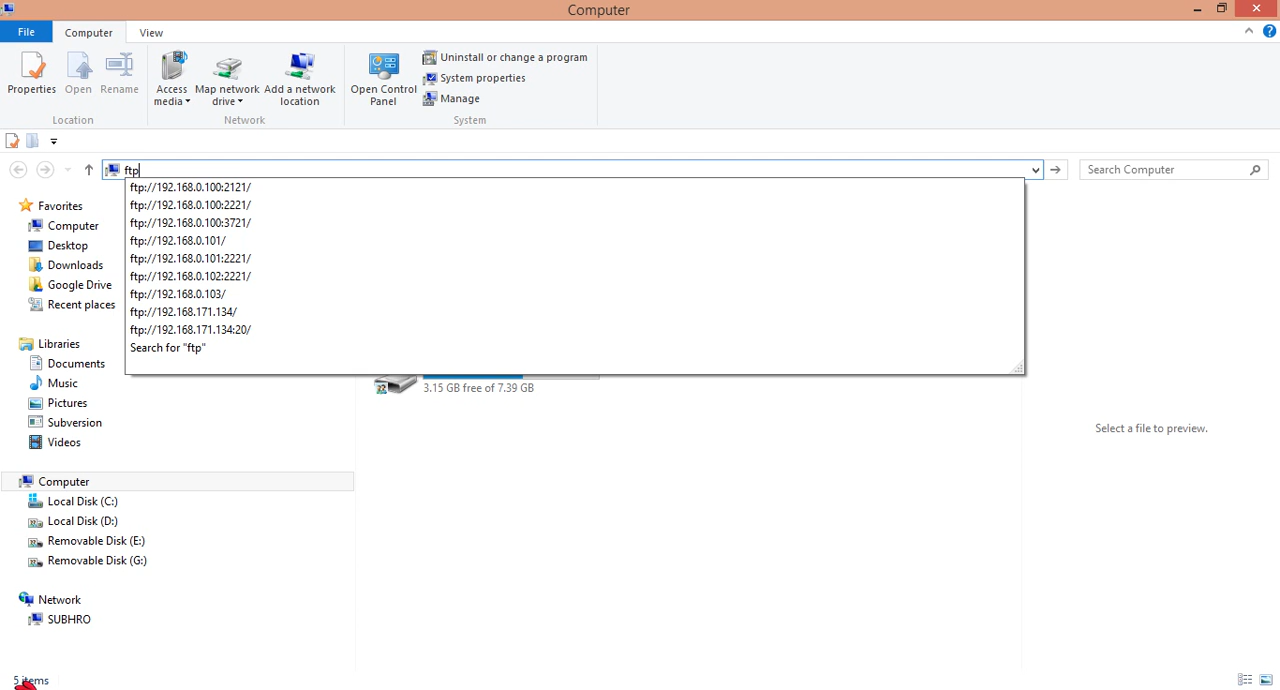 Computer
File
Computer
View
Properties
Open
Rename
Access media
Map network drive
Add a network location
Open Control Panel
Uninstall or change a program
System properties
Manage
Location
Network
System
ftp
Search Computer
ftp://192.168.0.100:2121/
ftp://192.168.0.100:2221/
ftp://192.168.0.100:3721/
ftp://192.168.0.101/
ftp://192.168.0.101:2221/
ftp://192.168.0.102:2221/
ftp://192.168.0.103/
ftp://192.168.171.134/
ftp://192.168.171.134:20/
Search for "ftp"
Favorites
Computer
Desktop
Downloads
Google Drive
Recent places
Libraries
Documents
Music
Pictures
Subversion
Videos
Computer
Local Disk (C:)
Local Disk (D:)
Removable Disk (E:)
Removable Disk (G:)
Network
SUBHRO
3.15 GB free of 7.39 GB
Select a file to preview.
5 items